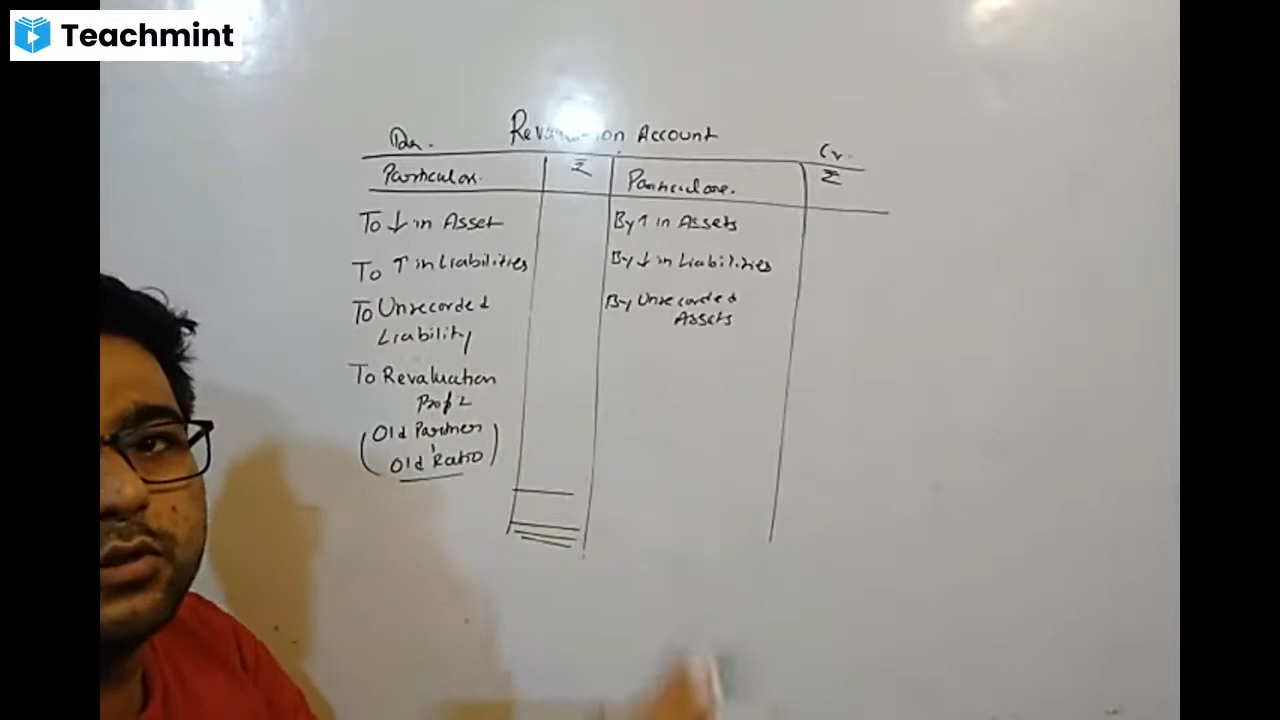 Teachmint
Revaluation Account
Dr. Cr.
Particulars ₹ Particulars ₹
To ↓ in Asset By ↑ in Assets
To ↑ in Liabilities By ↓ in Liabilities
To Unrecorded By Unrecorded
Liability Assets
To Revaluation
Profit
(Old Partner
Old Ratio)